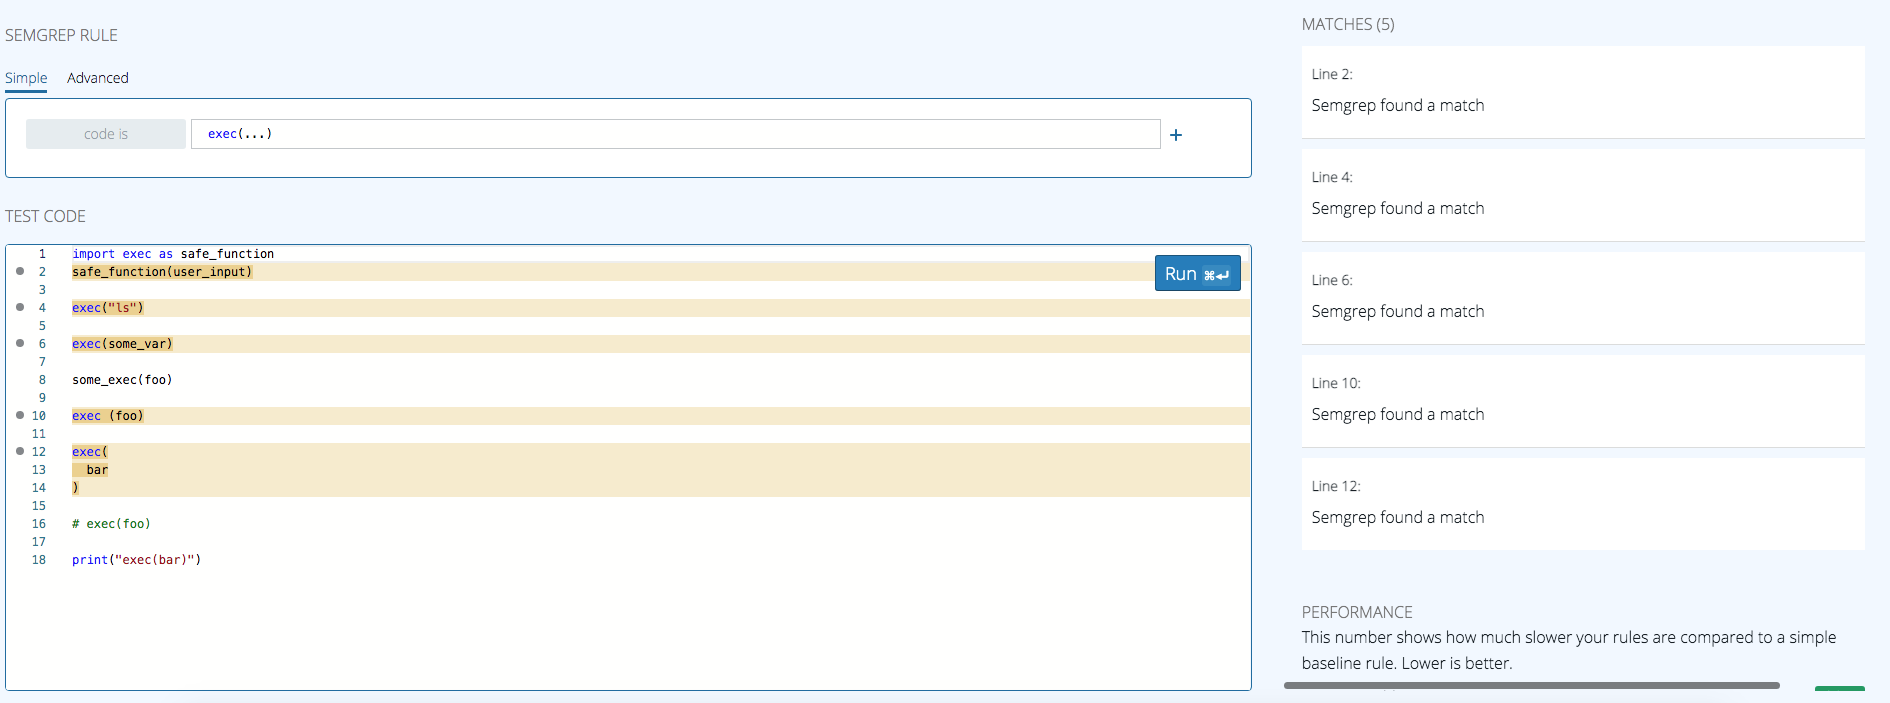 SEMGREP RULE
Simple Advanced
code is exec(...) +
TEST CODE
1 import exec as safe_function
2 safe_function(user_input)
Run ⌘↵
3
4 exec("ls")
5
6 exec(some_var)
7
8 some_exec(foo)
9
10 exec (foo)
11
12 exec(
13 bar
14 )
15
16 # exec(foo)
17
18 print("exec(bar)")
MATCHES (5)
Line 2:
Semgrep found a match
Line 4:
Semgrep found a match
Line 6:
Semgrep found a match
Line 10:
Semgrep found a match
Line 12:
Semgrep found a match
PERFORMANCE
This number shows how much slower your rules are compared to a simple
baseline rule. Lower is better.